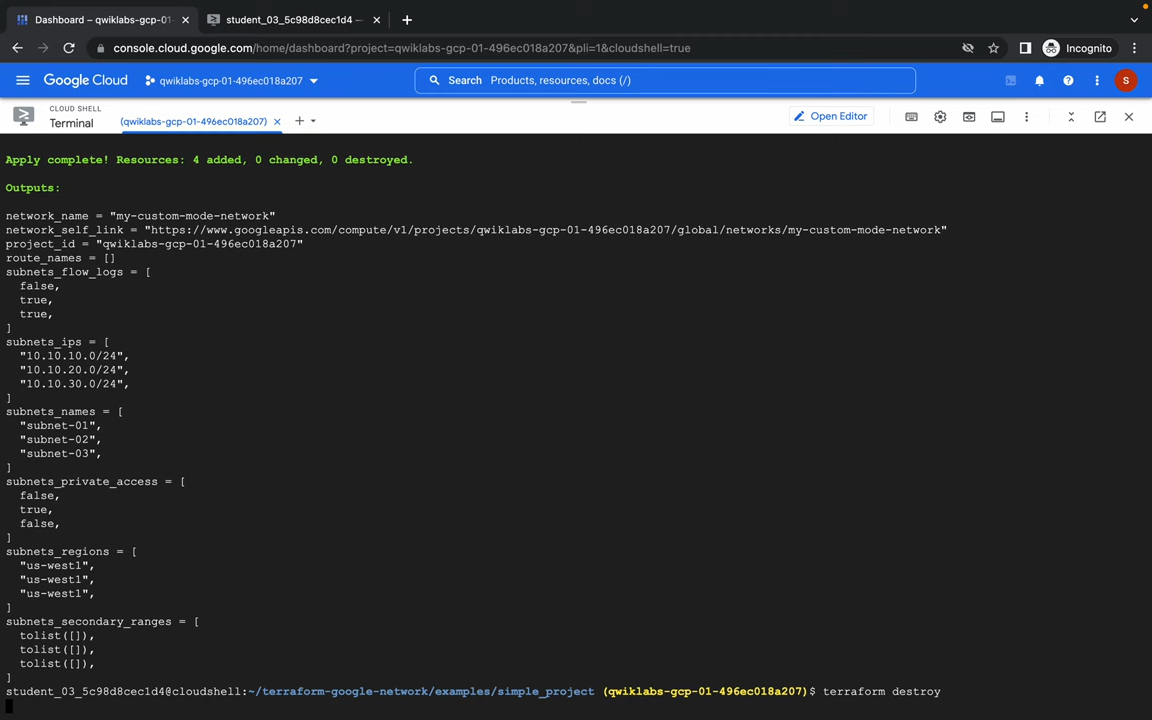 Dashboard – qwiklabs-gcp-01-
student_03_5c98d8cec1d4 —
console.cloud.google.com/home/dashboard?project=qwiklabs-gcp-01-496ec018a207&pli=1&cloudshell=true
Incognito
Google Cloud
qwiklabs-gcp-01-496ec018a207
Search Products, resources, docs (/)
S
CLOUD SHELL
Terminal
(qwiklabs-gcp-01-496ec018a207)
Open Editor
Apply complete! Resources: 4 added, 0 changed, 0 destroyed.
Outputs:
network_name = "my-custom-mode-network"
network_self_link = "https://www.googleapis.com/compute/v1/projects/qwiklabs-gcp-01-496ec018a207/global/networks/my-custom-mode-network"
project_id = "qwiklabs-gcp-01-496ec018a207"
route_names = []
subnets_flow_logs = [
false,
true,
true,
]
subnets_ips = [
"10.10.10.0/24",
"10.10.20.0/24",
"10.10.30.0/24",
]
subnets_names = [
"subnet-01",
"subnet-02",
"subnet-03",
]
subnets_private_access = [
false,
true,
false,
]
subnets_regions = [
"us-west1",
"us-west1",
"us-west1",
]
subnets_secondary_ranges = [
tolist([]),
tolist([]),
tolist([]),
]
student_03_5c98d8cec1d4@cloudshell:~/terraform-google-network/examples/simple_project (qwiklabs-gcp-01-496ec018a207)$ terraform destroy